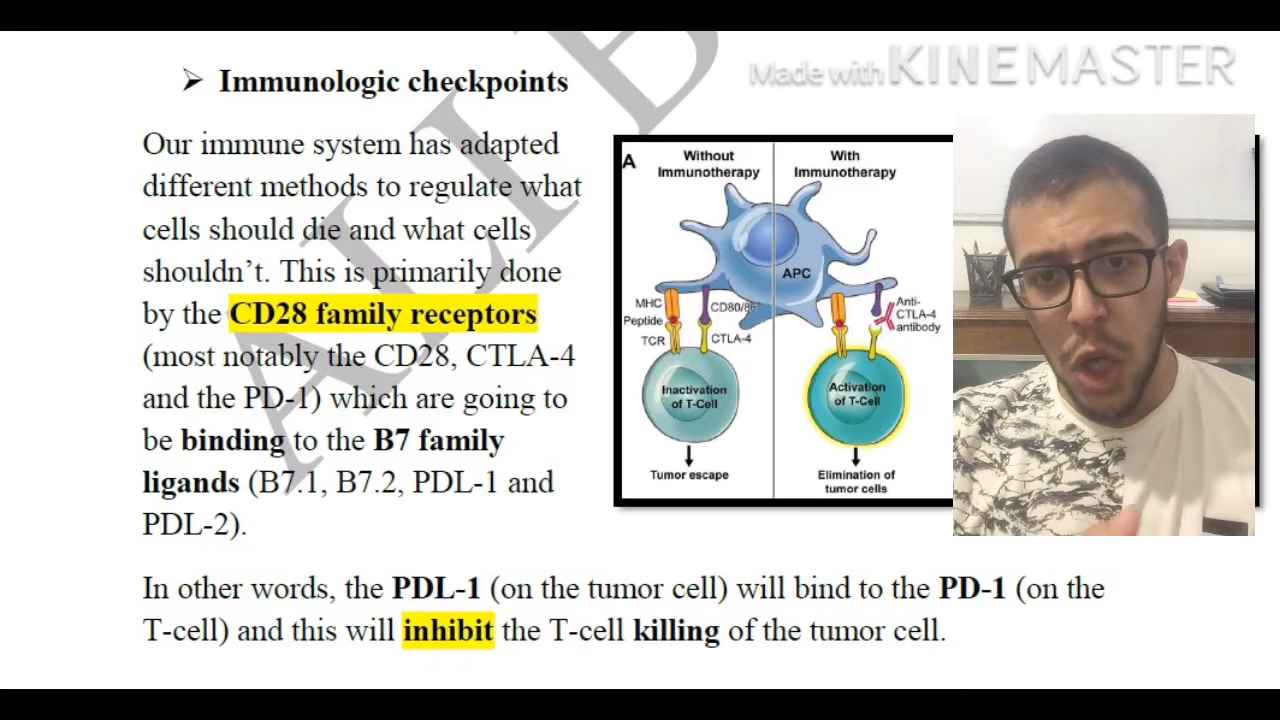 Made with KINEMASTER
➢ Immunologic checkpoints
Our immune system has adapted
different methods to regulate what
cells should die and what cells
shouldn't. This is primarily done
by the CD28 family receptors
(most notably the CD28, CTLA-4
and the PD-1) which are going to
be binding to the B7 family
ligands (B7.1, B7.2, PDL-1 and
PDL-2).
A
Without
Immunotherapy
With
Immunotherapy
APC
MHC
Peptide
TCR
CD80/86
CTLA-4
Anti-
CTLA-4
antibody
Inactivation
of T-Cell
Activation
of T-Cell
Tumor escape
Elimination of
tumor cells
In other words, the PDL-1 (on the tumor cell) will bind to the PD-1 (on the
T-cell) and this will inhibit the T-cell killing of the tumor cell.
ALI B